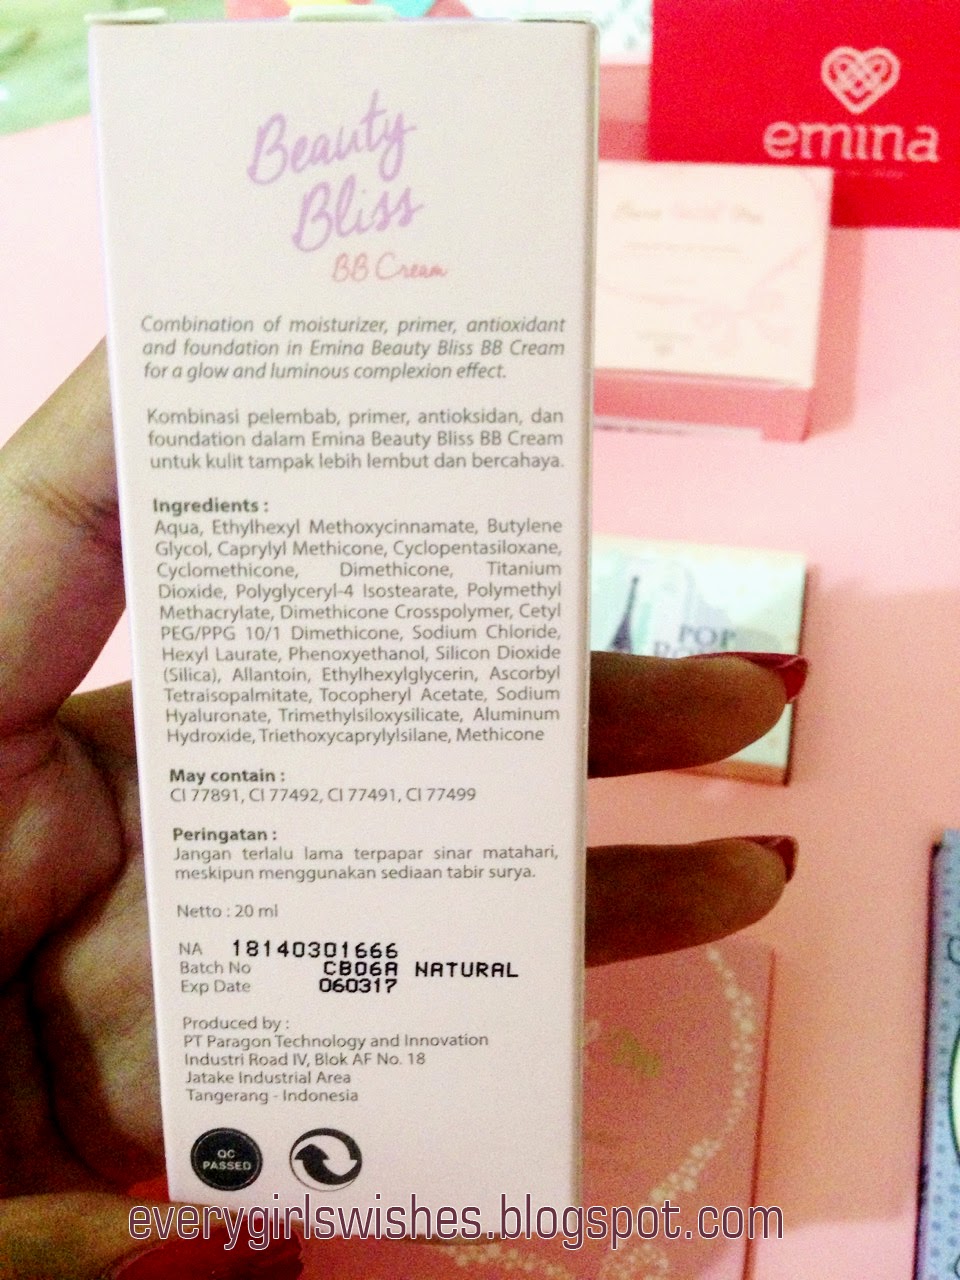 emina
Beauty
Bliss
BB Cream
Combination of moisturizer, primer, antioxidant
and foundation in Emina Beauty Bliss BB Cream
for a glow and luminous complexion effect.
Kombinasi pelembab, primer, antioksidan, dan
foundation dalam Emina Beauty Bliss BB Cream
untuk kulit tampak lebih lembut dan bercahaya.
Ingredients :
Aqua, Ethylhexyl Methoxycinnamate, Butylene
Glycol, Caprylyl Methicone, Cyclopentasiloxane,
Cyclomethicone, Dimethicone, Titanium
Dioxide, Polyglyceryl-4 Isostearate, Polymethyl
Methacrylate, Dimethicone Crosspolymer, Cetyl
PEG/PPG 10/1 Dimethicone, Sodium Chloride,
Hexyl Laurate, Phenoxyethanol, Silicon Dioxide
(Silica), Allantoin, Ethylhexylglycerin, Ascorbyl
Tetraisopalmitate, Tocopheryl Acetate, Sodium
Hyaluronate, Trimethylsiloxysilicate, Aluminum
Hydroxide, Triethoxycaprylylsilane, Methicone
May contain :
CI 77891, CI 77492, CI 77491, CI 77499
Peringatan :
Jangan terlalu lama terpapar sinar matahari,
meskipun menggunakan sediaan tabir surya.
Netto : 20 ml
NA 18140301666
Batch No CB06A NATURAL
Exp Date 060317
Produced by :
PT Paragon Technology and Innovation
Industri Road IV, Blok AF No. 18
Jatake Industrial Area
Tangerang - Indonesia
QC
PASSED
POP
everygirlswishes.blogspot.com